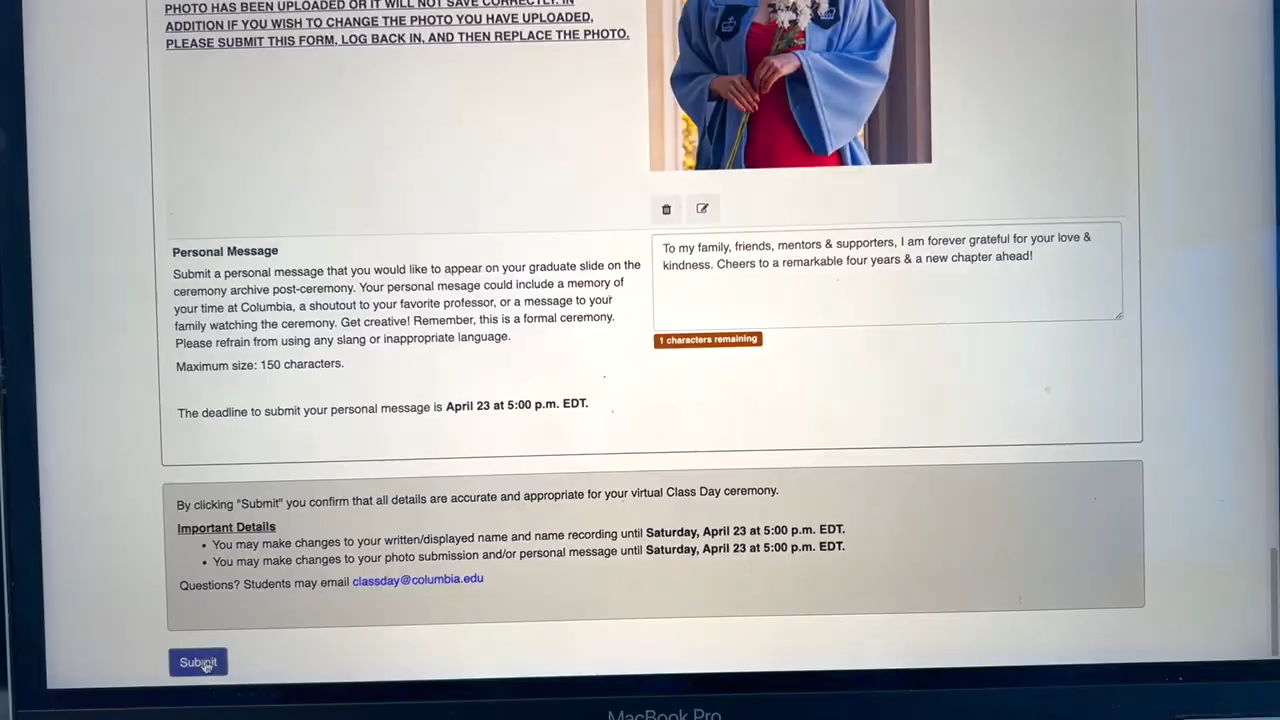 PHOTO HAS BEEN UPLOADED OR IT WILL NOT SAVE CORRECTLY. IN
ADDITION IF YOU WISH TO CHANGE THE PHOTO YOU HAVE UPLOADED,
PLEASE SUBMIT THIS FORM, LOG BACK IN, AND THEN REPLACE THE PHOTO.
Personal Message
Submit a personal message that you would like to appear on your graduate slide on the
ceremony archive post-ceremony. Your personal mesage could include a memory of
your time at Columbia, a shoutout to your favorite professor, or a message to your
family watching the ceremony. Get creative! Remember, this is a formal ceremony.
Please refrain from using any slang or inappropriate language.
Maximum size: 150 characters.
The deadline to submit your personal message is April 23 at 5:00 p.m. EDT.
To my family, friends, mentors & supporters, I am forever grateful for your love &
kindness. Cheers to a remarkable four years & a new chapter ahead!
1 characters remaining
By clicking "Submit" you confirm that all details are accurate and appropriate for your virtual Class Day ceremony.
Important Details
• You may make changes to your written/displayed name and name recording until Saturday, April 23 at 5:00 p.m. EDT.
• You may make changes to your photo submission and/or personal message until Saturday, April 23 at 5:00 p.m. EDT.
Questions? Students may email classday@columbia.edu
Submit
MacBook Pro